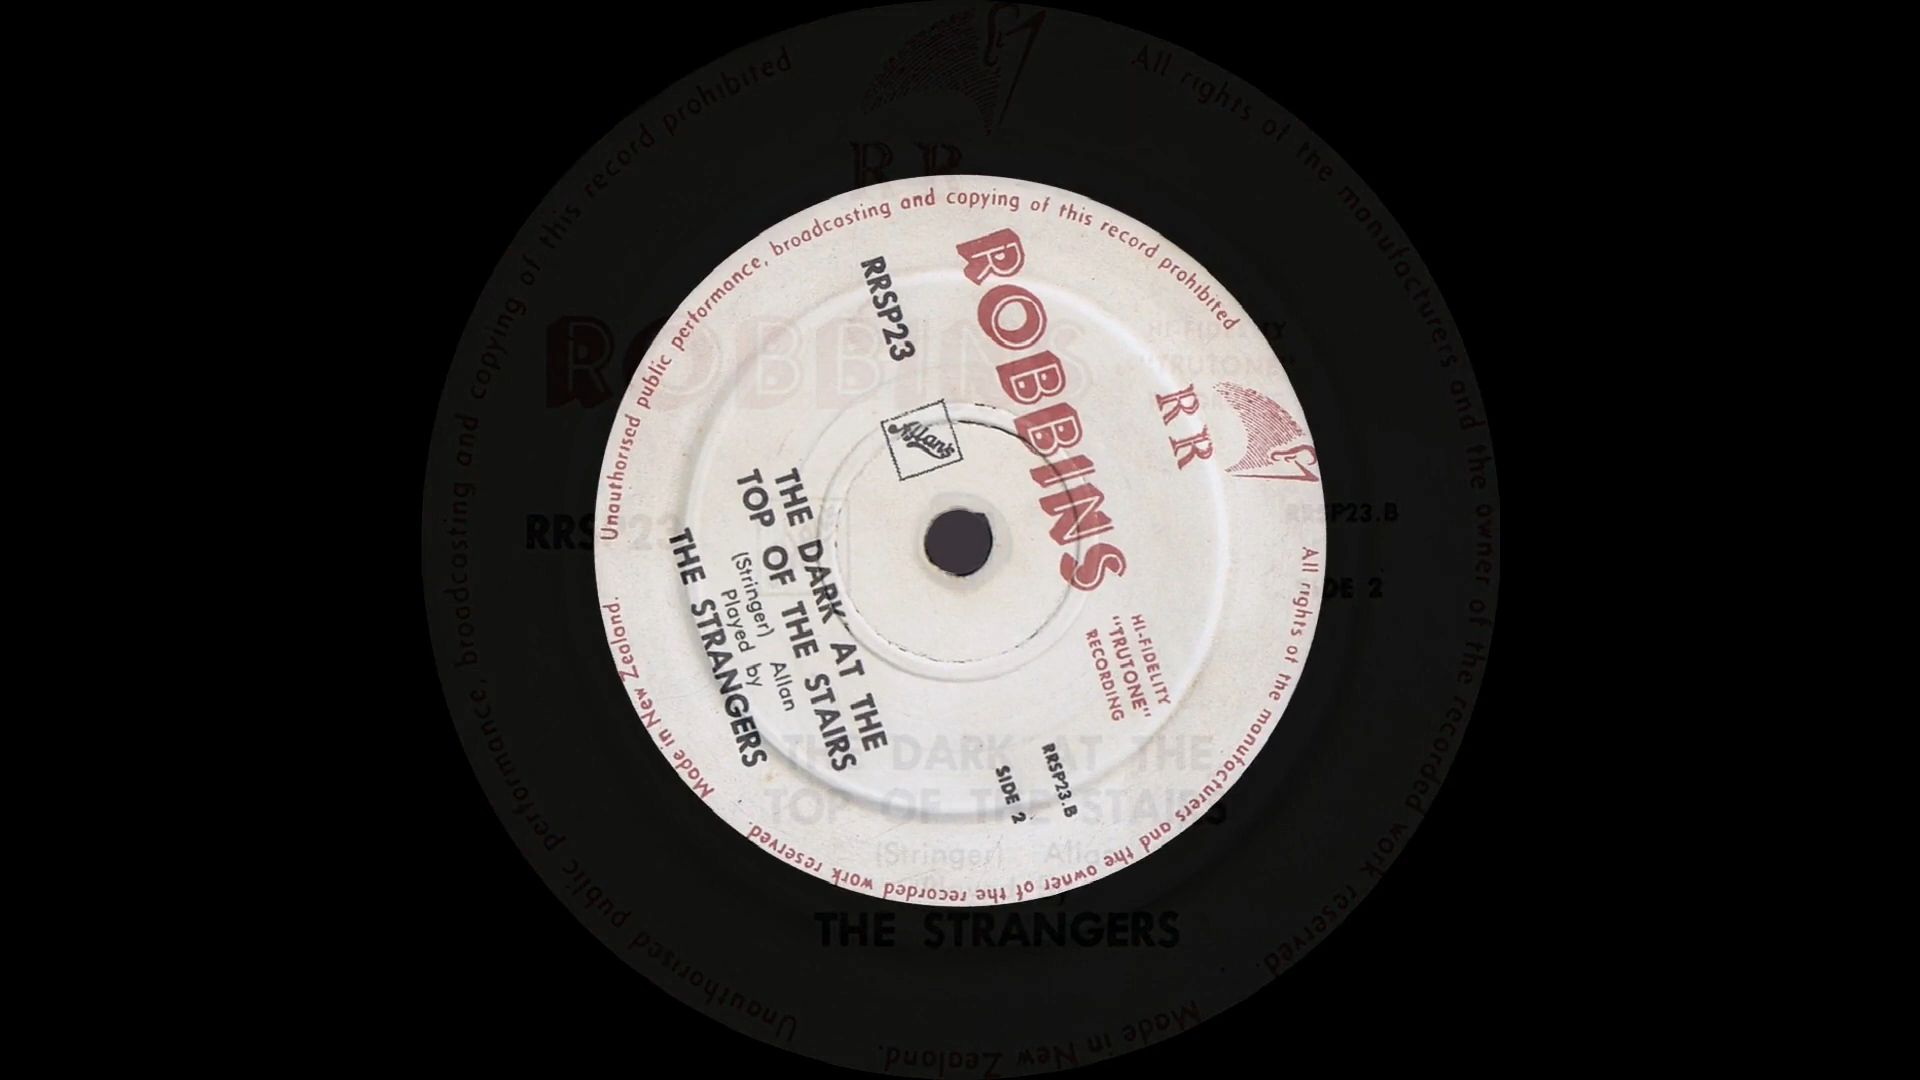 Unauthorised public performance, broadcasting and copying of this record prohibited
All rights of the manufacturers and the owner of the recorded work reserved.
Made in New Zealand.
R R
ROBBINS
HI-FIDELITY
"TRUTONE"
RECORDING
RRSP23
RRSP23.B
SIDE 2
Allan's
THE DARK AT THE
TOP OF THE STAIRS
(Stringer) Allan
Played by
THE STRANGERS